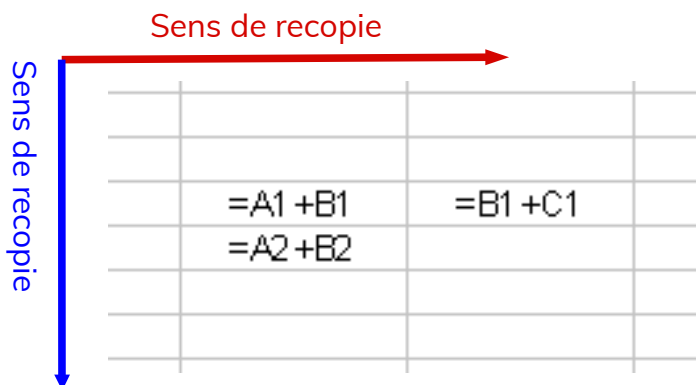 Sens de recopie
Sens de recopie
=A1+B1 =B1+C1
=A2+B2